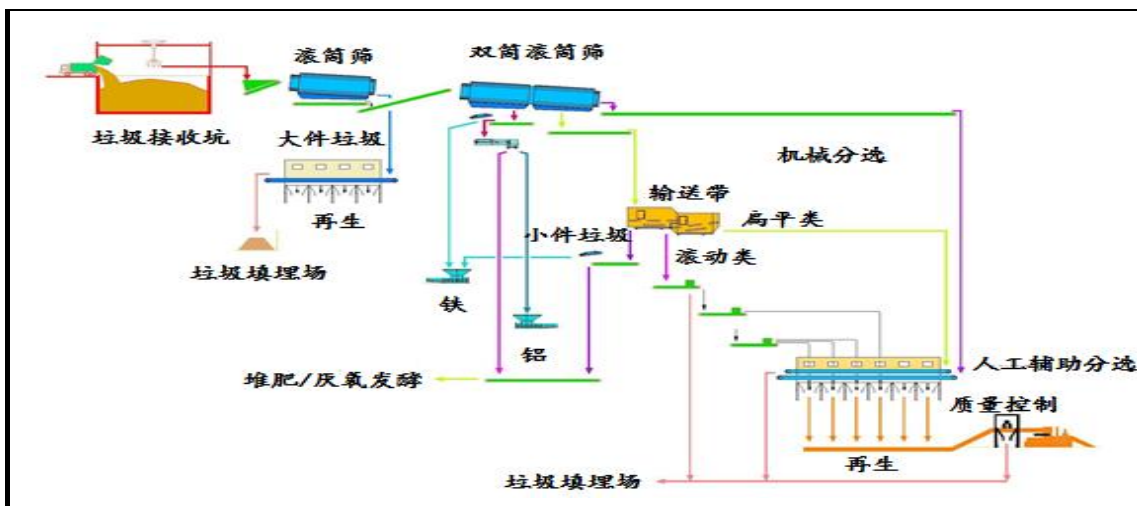 滚筒筛
双筒滚筒筛
垃圾接收坑
大件垃圾
机械分选
输送带
扁平类
再生
小件垃圾
滚动类
垃圾填埋场
铁
铝
堆肥/厌氧发酵
人工辅助分选
质量控制
再生
垃圾填埋场